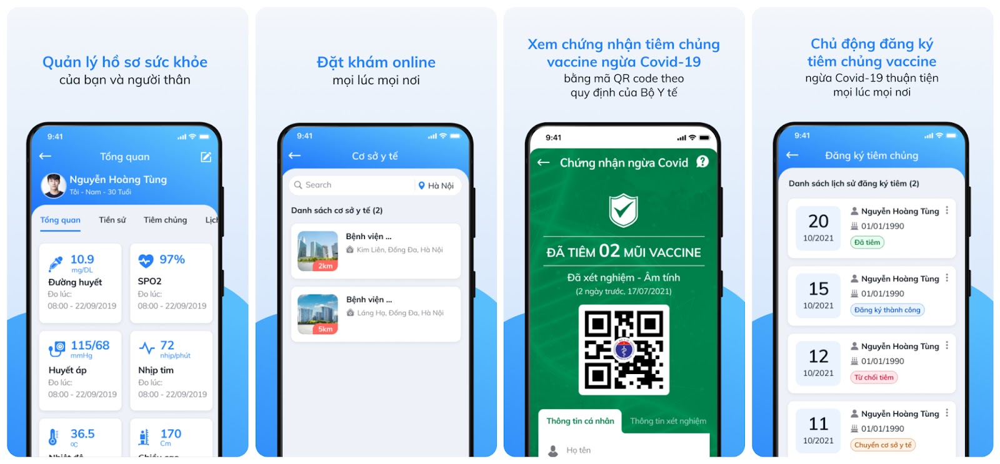 Quản lý hồ sơ sức khỏe
của bạn và người thân
9:41
Tổng quan
Nguyễn Hoàng Tùng
Tôi - Nam - 30 Tuổi
Tổng quan Tiền sử Tiêm chủng Lịch
10.9
mg/DL
Đường huyết
Đo lúc:
08:00 - 22/09/2019
97%
SPO2
Đo lúc:
08:00 - 22/09/2019
115/68
mmHg
Huyết áp
Đo lúc:
08:00 - 22/09/2019
72
nhịp/phút
Nhịp tim
Đo lúc:
08:00 - 22/09/2019
36.5
ºC
Nhiệt độ
170
Cm
Chiều cao
Đặt khám online
mọi lúc mọi nơi
9:41
Cơ sở y tế
Search Hà Nội
Danh sách cơ sở y tế (2)
Bệnh viện ...
Kim Liên, Đống Đa, Hà Nội
2km
Bệnh viện ...
Láng Hạ, Đống Đa, Hà Nội
5km
Xem chứng nhận tiêm chủng
vaccine ngừa Covid-19
bằng mã QR code theo
quy định của Bộ Y tế
9:41
Chứng nhận ngừa Covid ?
ĐÃ TIÊM 02 MŨI VACCINE
Đã xét nghiệm - Âm tính
(2 ngày trước, 17/07/2021)
Thông tin cá nhân Thông tin xét nghiệm
Họ tên
Chủ động đăng ký
tiêm chủng vaccine
ngừa Covid-19 thuận tiện
mọi lúc mọi nơi
9:41
Đăng ký tiêm chủng
Danh sách lịch sử đăng ký tiêm (2)
20
10/2021
Nguyễn Hoàng Tùng
01/01/1990
Đã tiêm
15
10/2021
Nguyễn Hoàng Tùng
01/01/1990
Đăng ký thành công
12
10/2021
Nguyễn Hoàng Tùng
01/01/1990
Từ chối tiêm
11
10/2021
Nguyễn Hoàng Tùng
01/01/1990
Chuyển cơ sở y tế